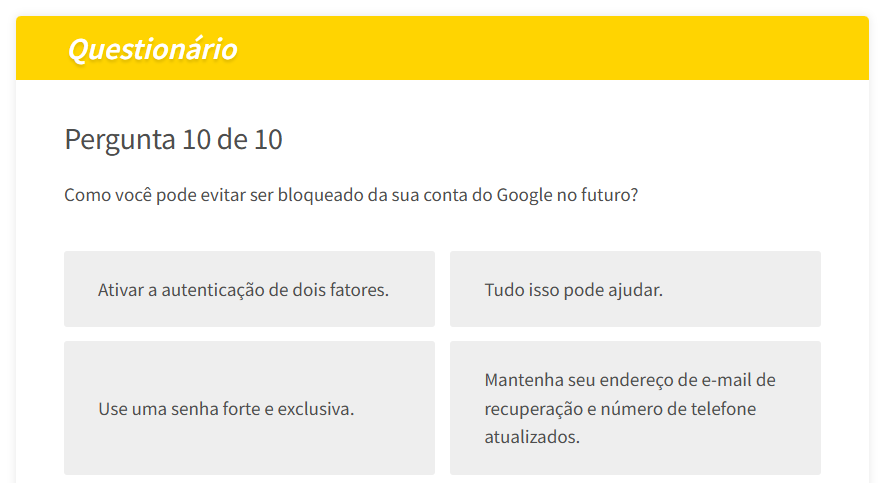 Questionário
Pergunta 10 de 10
Como você pode evitar ser bloqueado da sua conta do Google no futuro?
Ativar a autenticação de dois fatores.
Tudo isso pode ajudar.
Use uma senha forte e exclusiva.
Mantenha seu endereço de e-mail de
recuperação e número de telefone
atualizados.